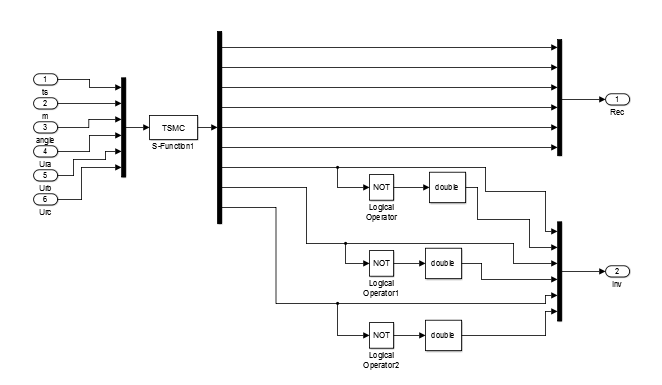 1
ts
2
m
3
angle
4
Ura
5
Urb
6
Urc
TSMC
S-Function1
1
Rec
NOT
Logical
Operator
double
NOT
Logical
Operator1
double
2
Inv
NOT
Logical
Operator2
double